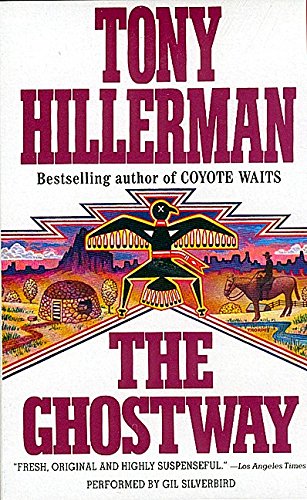 TONY
HILLERMAN
Bestselling author of COYOTE WAITS
THE
GHOSTWAY
"FRESH, ORIGINAL AND HIGHLY SUSPENSEFUL." —Los Angeles Times
PERFORMED BY GIL SILVERBIRD